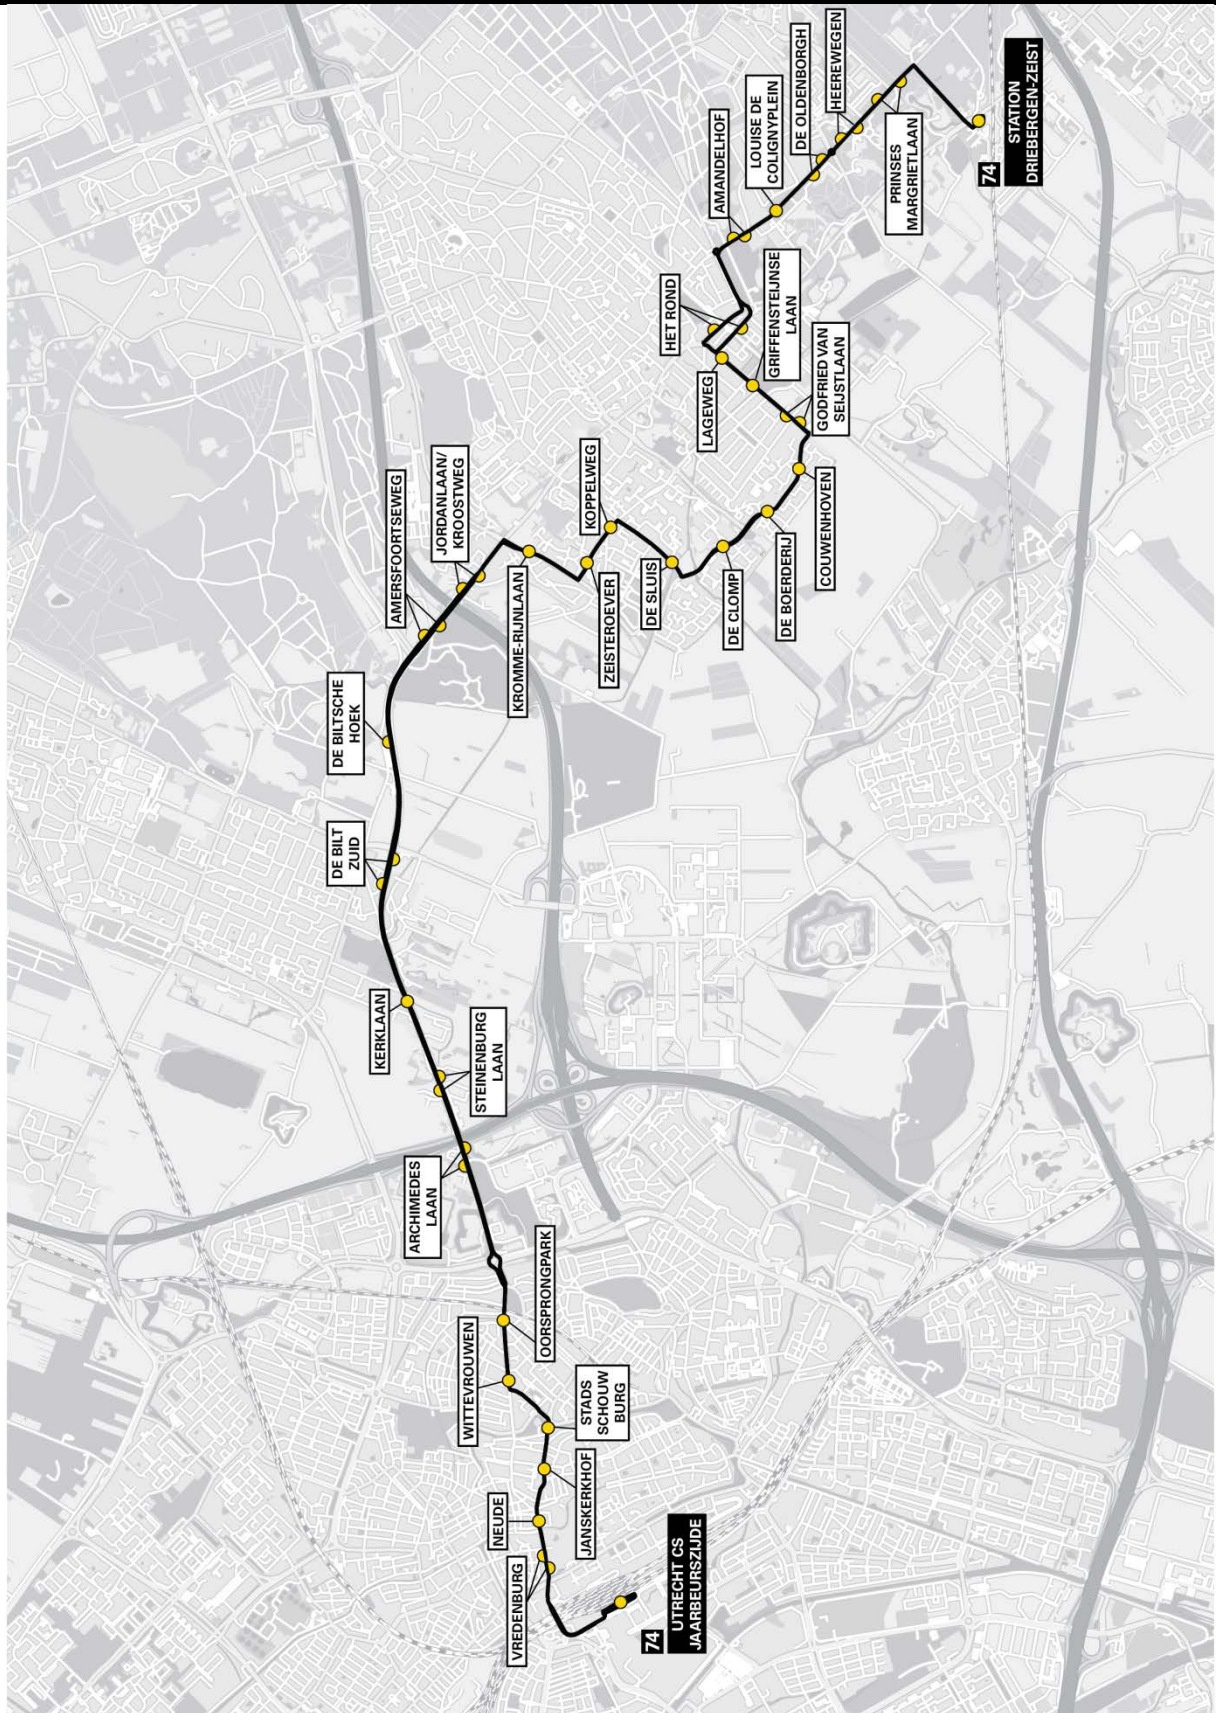 74
UTRECHT CS
JAARBEURSZIJDE
VREDENBURG
NEUDE
JANSKERKHOF
STADS
SCHOUW
BURG
WITTEVROUWEN
OORSPRONGPARK
ARCHIMEDES
LAAN
STEINENBURG
LAAN
KERKLAAN
DE BILT
ZUID
DE BILTSCHE
HOEK
AMERSFOORTSEWEG
JORDANLAAN/
KROOSTWEG
KROMME-RIJNLAAN
ZEISTEROEVER
KOPPELWEG
DE SLUIS
DE CLOMP
DE BOERDERIJ
COUWENHOVEN
GODFRIED VAN
SEIJSTLAAN
GRIFFENSTEIJNSE
LAAN
LAGEWEG
HET ROND
AMANDELHOF
LOUISE DE
COLIGNYPLEIN
DE OLDENBORGH
HEEREWEGEN
PRINSES
MARGRIETLAAN
74
STATION
DRIEBERGEN-ZEIST